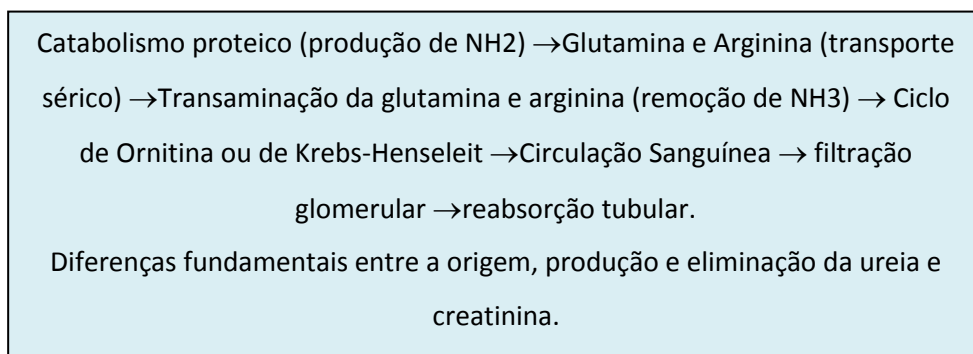 Catabolismo proteico (produção de NH2) →Glutamina e Arginina (transporte
sérico) →Transaminação da glutamina e arginina (remoção de NH3) → Ciclo
de Ornitina ou de Krebs-Henseleit →Circulação Sanguínea → filtração
glomerular →reabsorção tubular.
Diferenças fundamentais entre a origem, produção e eliminação da ureia e
creatinina.